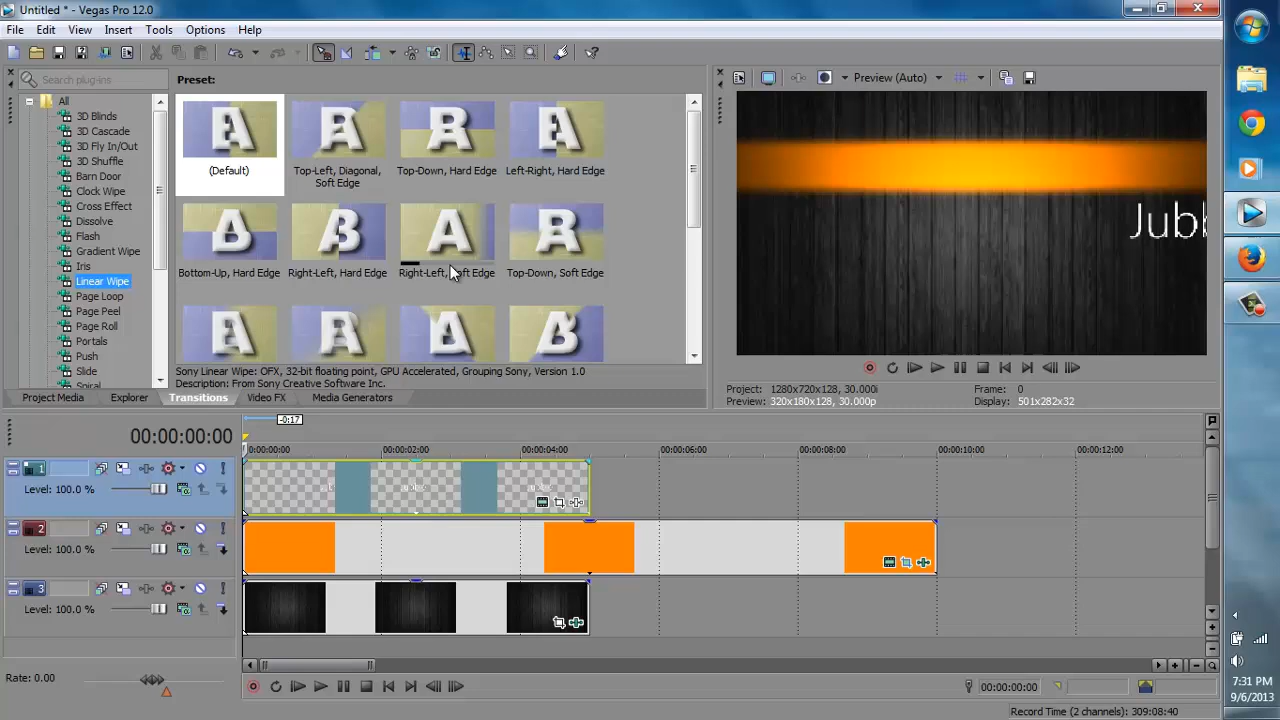 Untitled * - Vegas Pro 12.0
File Edit View Insert Tools Options Help
Search plug-ins
Preset:
All
3D Blinds
3D Cascade
3D Fly In/Out
3D Shuffle
Barn Door
Clock Wipe
Cross Effect
Dissolve
Flash
Gradient Wipe
Iris
Linear Wipe
Page Loop
Page Peel
Page Roll
Portals
Push
Slide
Spiral
(Default)
Top-Left, Diagonal, Soft Edge
Top-Down, Hard Edge
Left-Right, Hard Edge
Bottom-Up, Hard Edge
Right-Left, Hard Edge
Right-Left, Soft Edge
Top-Down, Soft Edge
Sony Linear Wipe: OFX, 32-bit floating point, GPU Accelerated, Grouping Sony, Version 1.0
Description: From Sony Creative Software Inc.
Project Media Explorer Transitions Video FX Media Generators
Preview (Auto)
Project: 1280x720x128, 30.000i
Preview: 320x180x128, 30.000p
Frame: 0
Display: 501x282x32
-0:17
00:00:00:00
0:00:00:00 00:00:02:00 00:00:04:00 00:00:06:00 00:00:08:00 00:00:10:00 00:00:12:00
1
Level: 100.0 %
2
Level: 100.0 %
3
Level: 100.0 %
Rate: 0.00
00:00:00:00
Record Time (2 channels): 309:08:40
7:31 PM
9/6/2013